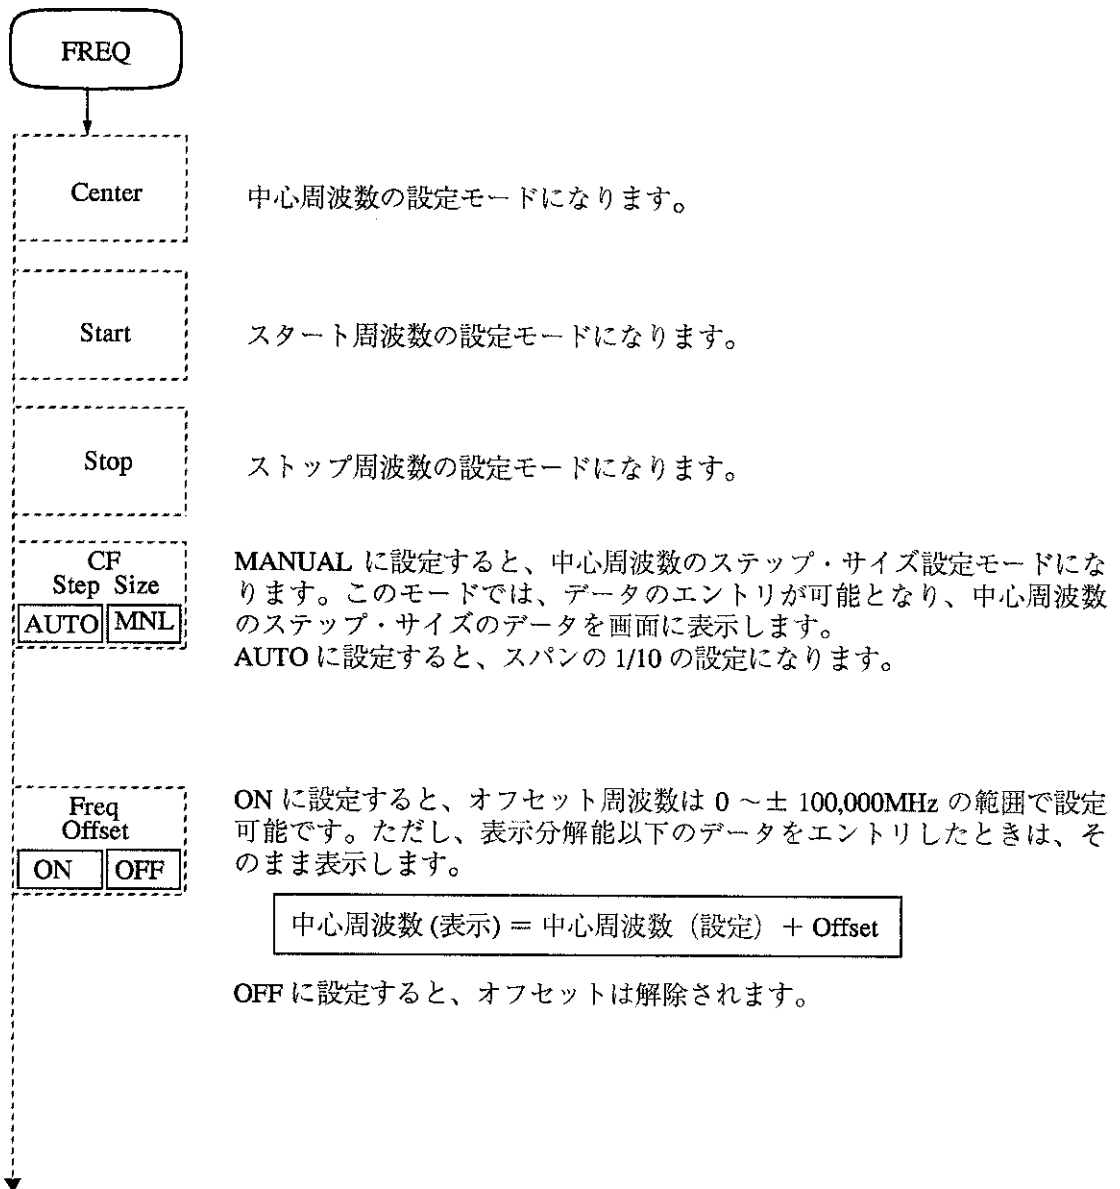 FREQ
Center
中心周波数の設定モードになります。
Start
スタート周波数の設定モードになります。
Stop
ストップ周波数の設定モードになります。
CF
Step Size
AUTO MNL
MANUAL に設定すると、中心周波数のステップ・サイズ設定モードにな
ります。このモードでは、データのエントリが可能となり、中心周波数
のステップ・サイズのデータを画面に表示します。
AUTO に設定すると、スパンの 1/10 の設定になります。
Freq
Offset
ON OFF
ON に設定すると、オフセット周波数は 0 ～± 100,000MHz の範囲で設定
可能です。ただし、表示分解能以下のデータをエントリしたときは、そ
のまま表示します。
中心周波数 (表示) ＝ 中心周波数（設定）＋ Offset
OFF に設定すると、オフセットは解除されます。